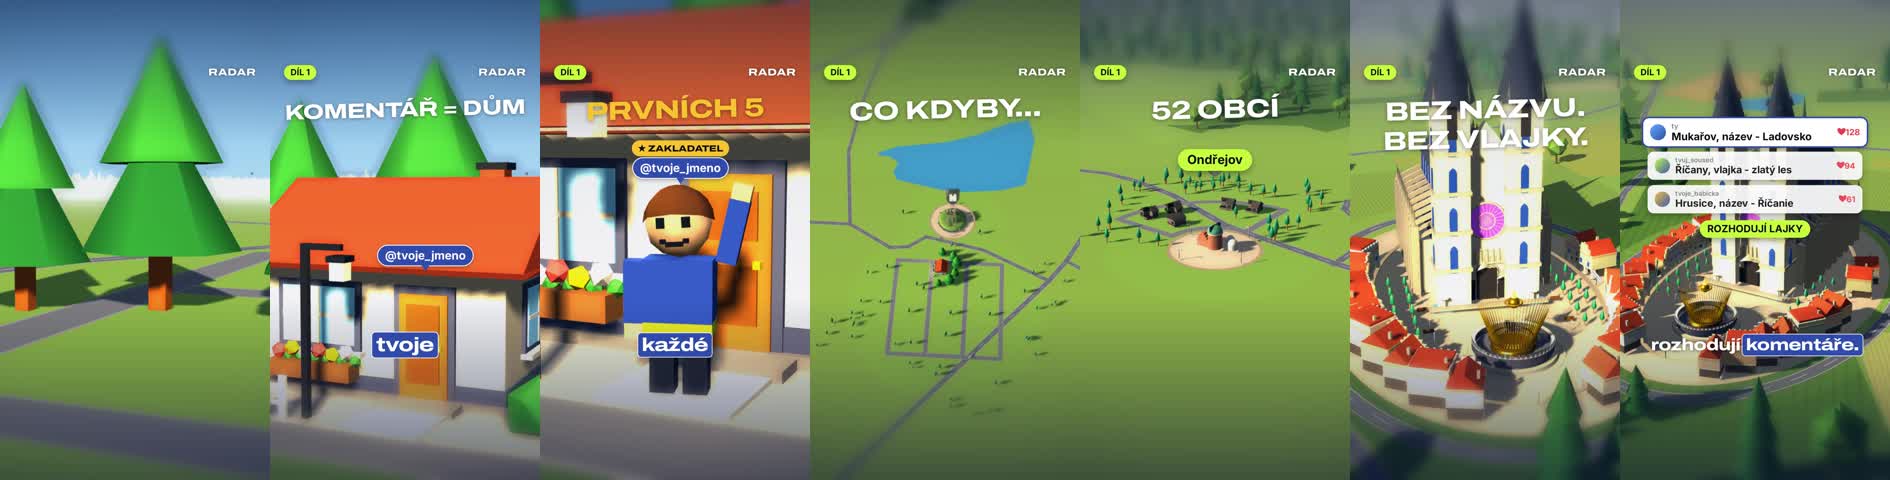 RADAR
DÍL 1
RADAR
KOMENTÁŘ = DŮM
@tvoje_jmeno
tvoje
DÍL 1
RADAR
PRVNÍCH 5
★ ZAKLADATEL
@tvoje_jmeno
každé
DÍL 1
RADAR
CO KDYBY...
DÍL 1
RADAR
52 OBCÍ
Ondřejov
DÍL 1
RADAR
BEZ NÁZVU.
BEZ VLAJKY.
DÍL 1
RADAR
ty
Mukařov, název - Ladovsko
128
tvuj_soused
Říčany, vlajka - zlatý les
94
tvoje_babicka
Hrusice, název - Říčanie
61
ROZHODUJÍ LAJKY
rozhodují komentáře.